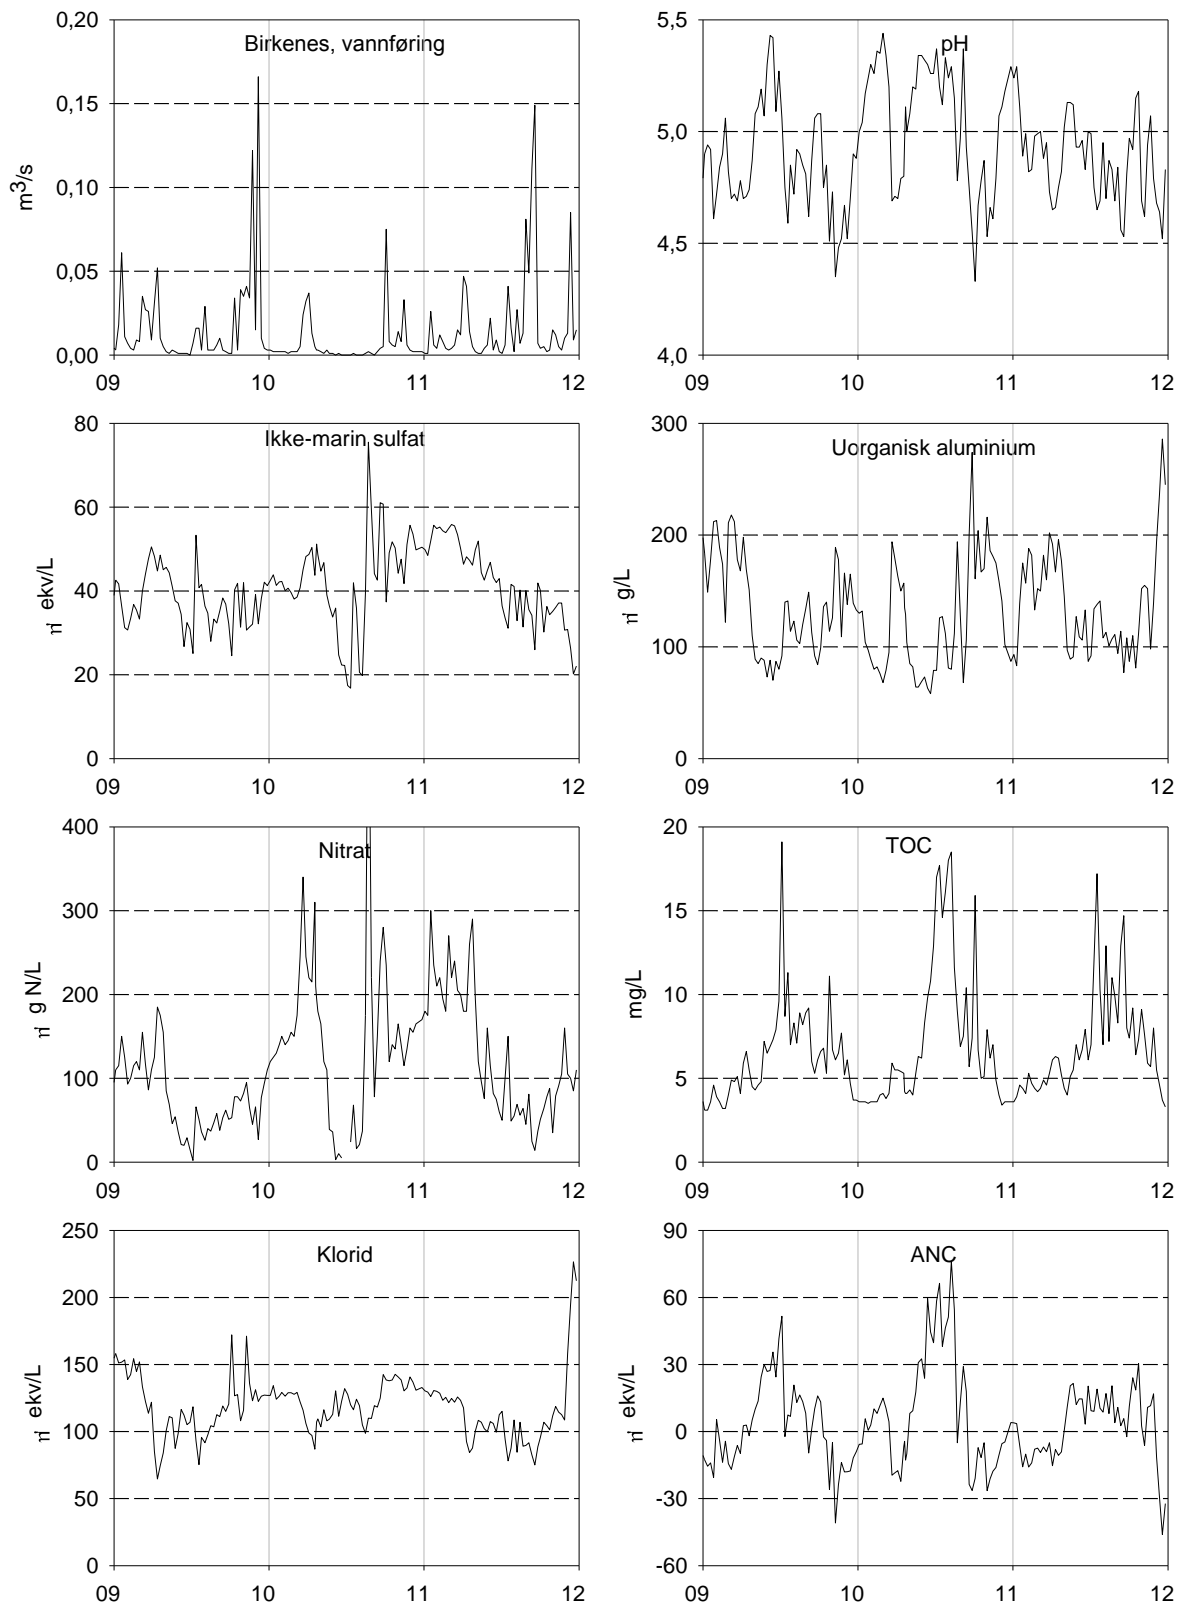 Birkenes, vannføring
m3/s
0,20
0,15
0,10
0,05
0,00
09 10 11 12
pH
5,5
5,0
4,5
4,0
09 10 11 12
Ikke-marin sulfat
ekv/L
80
60
40
20
0
09 10 11 12
Uorganisk aluminium
g/L
300
200
100
0
09 10 11 12
Nitrat
g N/L
400
300
200
100
0
09 10 11 12
TOC
mg/L
20
15
10
5
0
09 10 11 12
Klorid
ekv/L
250
200
150
100
50
0
09 10 11 12
ANC
ekv/L
90
60
30
0
-30
-60
09 10 11 12